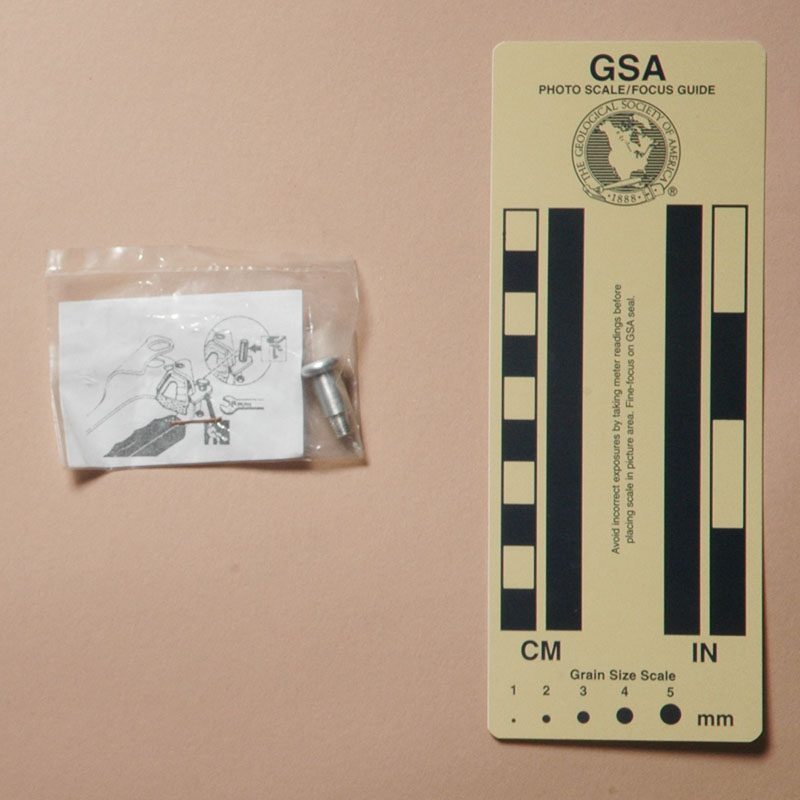 GSA
PHOTO SCALE/FOCUS GUIDE
THE GEOLOGICAL SOCIETY OF AMERICA
®
·1888·
Avoid incorrect exposures by taking meter readings before
placing scale in picture area. Fine-focus on GSA seal.
CM
IN
Grain Size Scale
1 2 3 4 5
mm